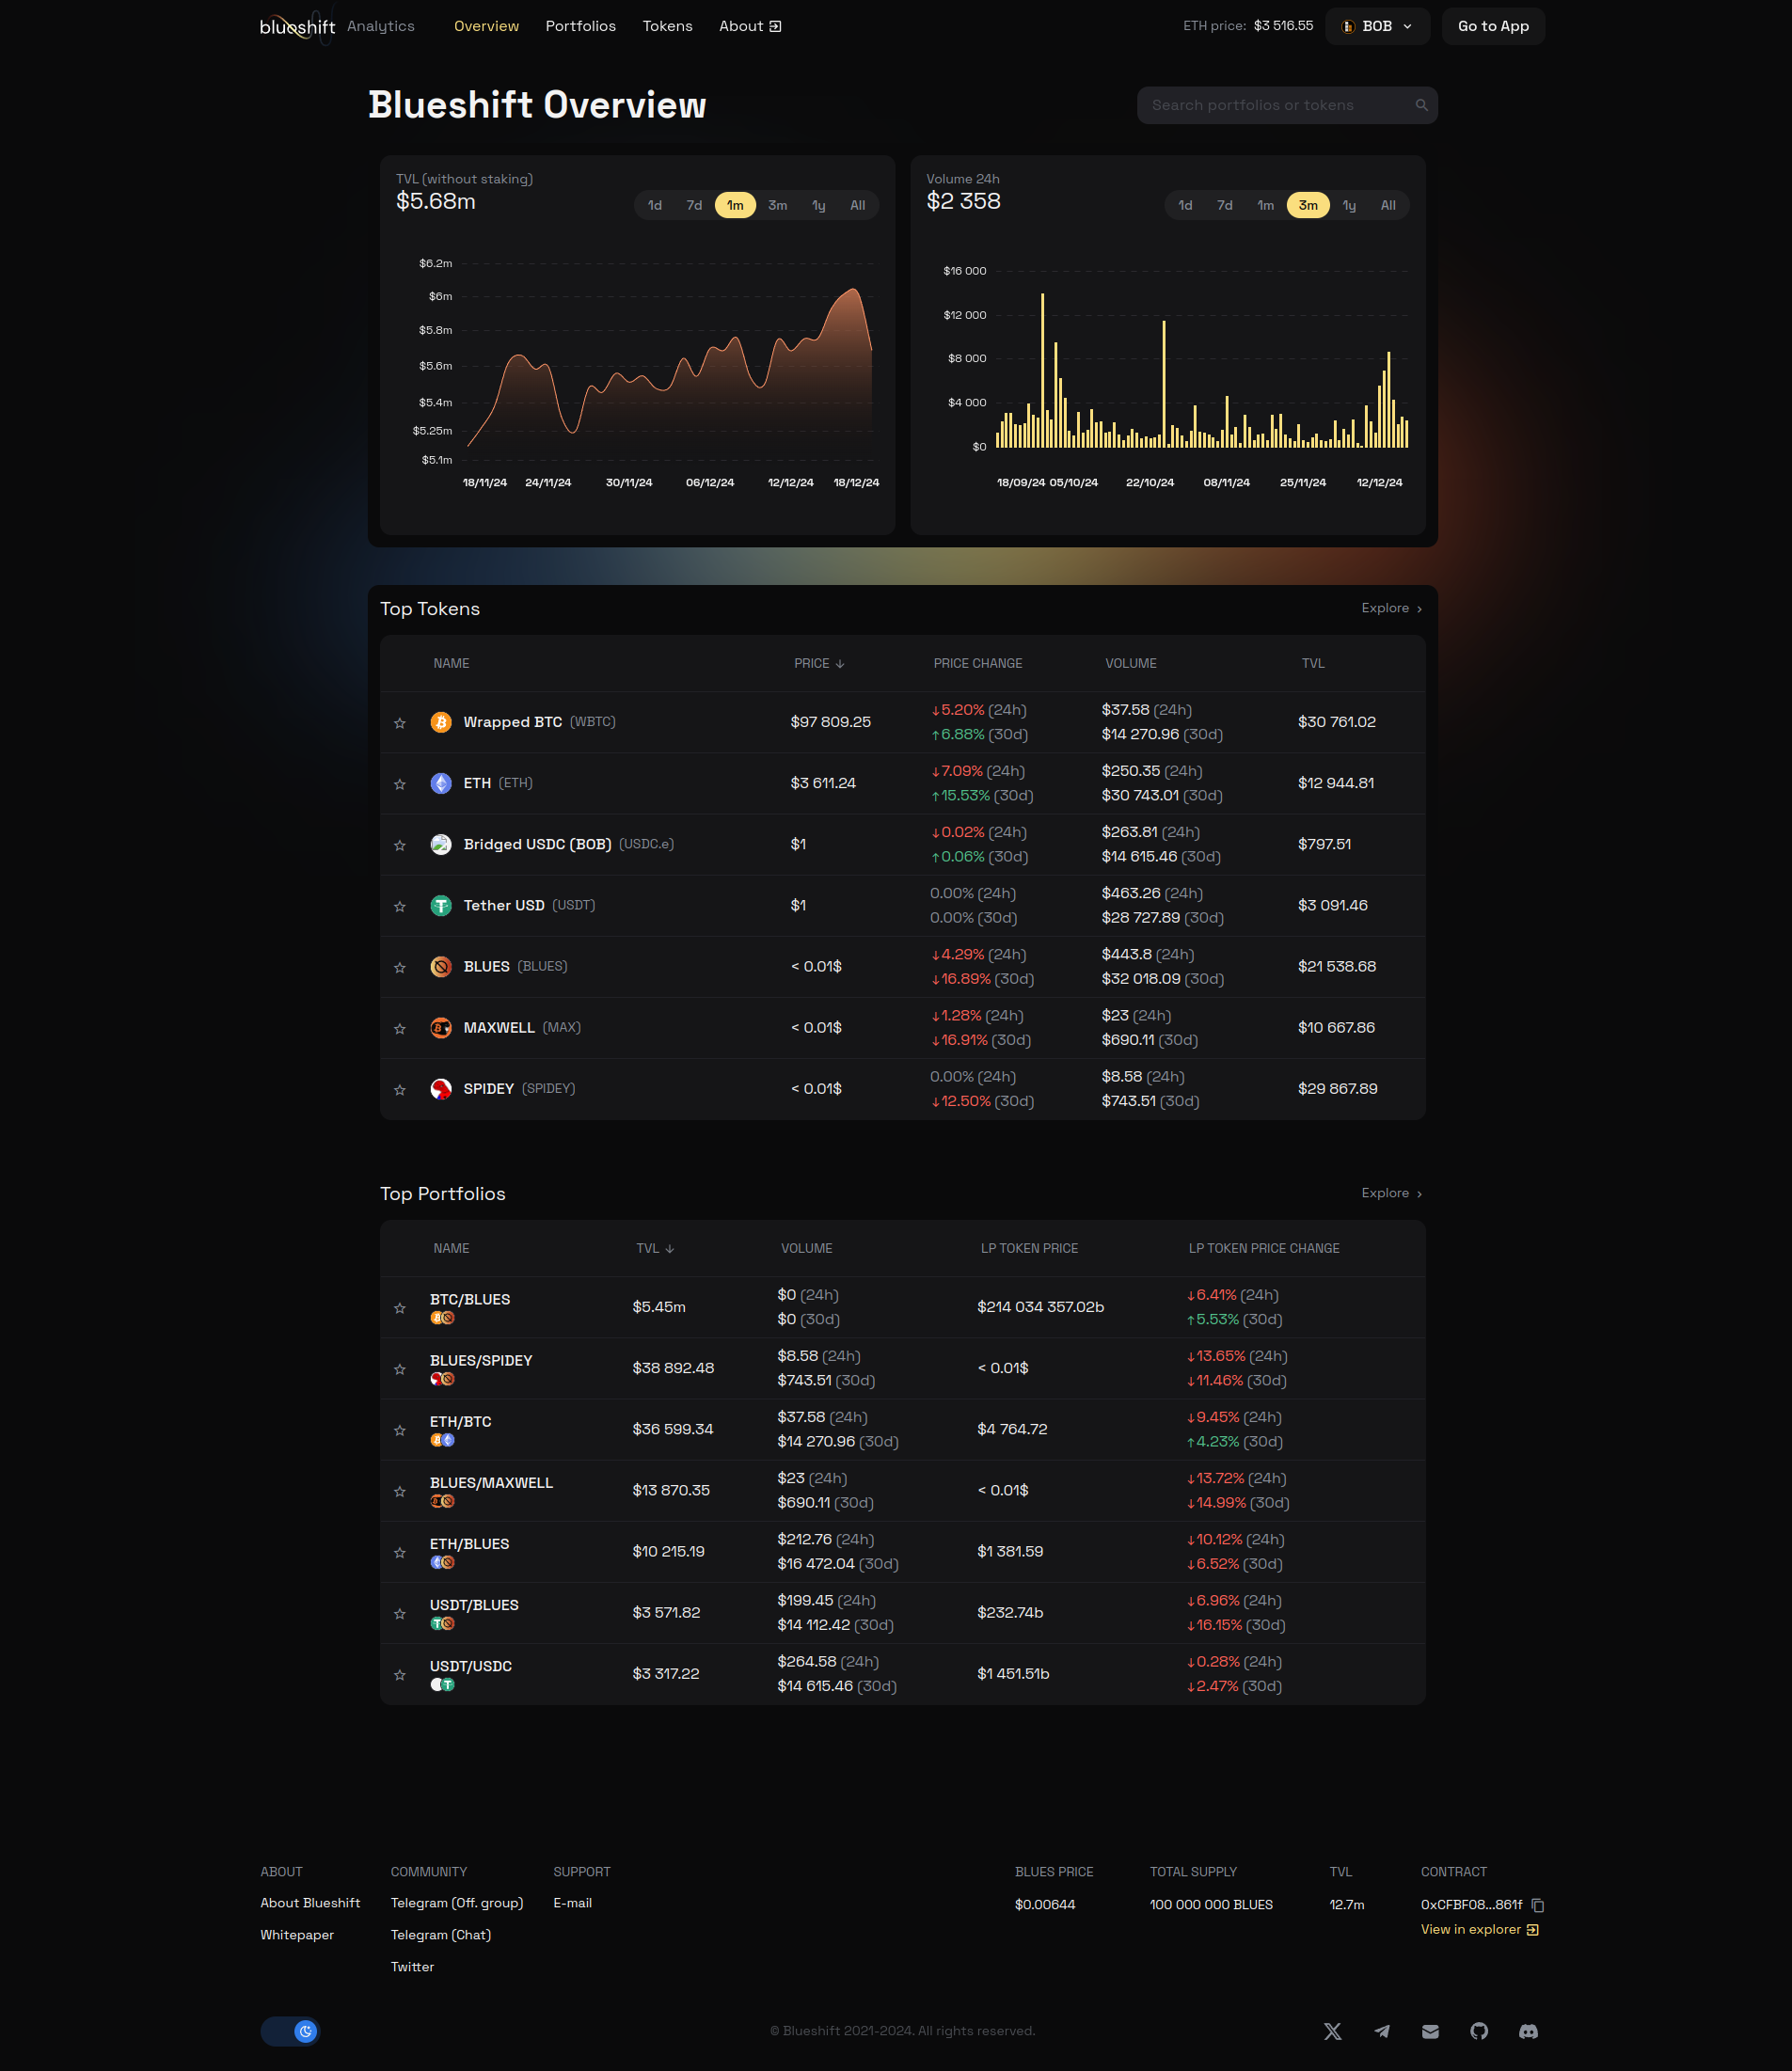 blueshift Analytics Overview Portfolios Tokens About ETH price: $3 516.55 BOB Go to App
Blueshift Overview
Search portfolios or tokens
TVL (without staking)
$5.68m
1d 7d 1m 3m 1y All
$6.2m
$6m
$5.8m
$5.6m
$5.4m
$5.25m
$5.1m
18/11/24 24/11/24 30/11/24 06/12/24 12/12/24 18/12/24
Volume 24h
$2 358
1d 7d 1m 3m 1y All
$16 000
$12 000
$8 000
$4 000
$0
18/09/24 05/10/24 22/10/24 08/11/24 25/11/24 12/12/24
Top Tokens Explore
NAME PRICE ↓ PRICE CHANGE VOLUME TVL
Wrapped BTC (WBTC) $97 809.25 ↓5.20% (24h) $37.58 (24h) $30 761.02
↑6.88% (30d) $14 270.96 (30d)
ETH (ETH) $3 611.24 ↓7.09% (24h) $250.35 (24h) $12 944.81
↑15.53% (30d) $30 743.01 (30d)
Bridged USDC (BOB) (USDC.e) $1 ↓0.02% (24h) $263.81 (24h) $797.51
↑0.06% (30d) $14 615.46 (30d)
Tether USD (USDT) $1 0.00% (24h) $463.26 (24h) $3 091.46
0.00% (30d) $28 727.89 (30d)
BLUES (BLUES) < 0.01$ ↓4.29% (24h) $443.8 (24h) $21 538.68
↓16.89% (30d) $32 018.09 (30d)
MAXWELL (MAX) < 0.01$ ↓1.28% (24h) $23 (24h) $10 667.86
↓16.91% (30d) $690.11 (30d)
SPIDEY (SPIDEY) < 0.01$ 0.00% (24h) $8.58 (24h) $29 867.89
↓12.50% (30d) $743.51 (30d)
Top Portfolios Explore
NAME TVL ↓ VOLUME LP TOKEN PRICE LP TOKEN PRICE CHANGE
BTC/BLUES $5.45m $0 (24h) $214 034 357.02b ↓6.41% (24h)
$0 (30d) ↑5.53% (30d)
BLUES/SPIDEY $38 892.48 $8.58 (24h) < 0.01$ ↓13.65% (24h)
$743.51 (30d) ↓11.46% (30d)
ETH/BTC $36 599.34 $37.58 (24h) $4 764.72 ↓9.45% (24h)
$14 270.96 (30d) ↑4.23% (30d)
BLUES/MAXWELL $13 870.35 $23 (24h) < 0.01$ ↓13.72% (24h)
$690.11 (30d) ↓14.99% (30d)
ETH/BLUES $10 215.19 $212.76 (24h) $1 381.59 ↓10.12% (24h)
$16 472.04 (30d) ↓6.52% (30d)
USDT/BLUES $3 571.82 $199.45 (24h) $232.74b ↓6.96% (24h)
$14 112.42 (30d) ↓16.15% (30d)
USDT/USDC $3 317.22 $264.58 (24h) $1 451.51b ↓0.28% (24h)
$14 615.46 (30d) ↓2.47% (30d)
ABOUT COMMUNITY SUPPORT BLUES PRICE TOTAL SUPPLY TVL CONTRACT
About Blueshift Telegram (Off. group) E-mail $0.00644 100 000 000 BLUES 12.7m 0xCFBF08...861f
View in explorer
Whitepaper Telegram (Chat)
Twitter
© Blueshift 2021-2024. All rights reserved.